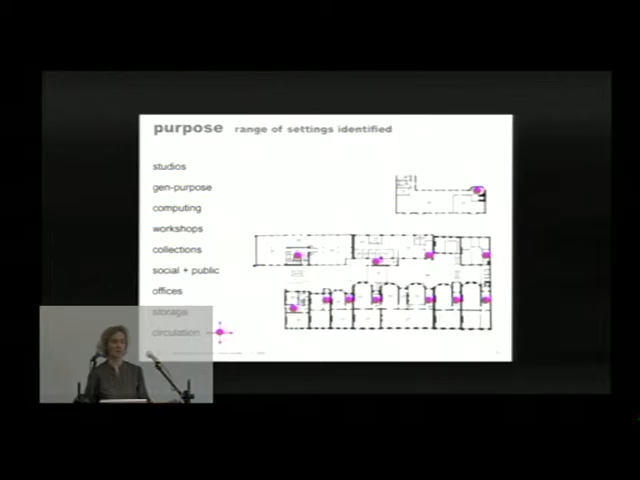 purpose range of settings identified
studios
gen-purpose
computing
workshops
collections
social + public
offices
storage
circulation